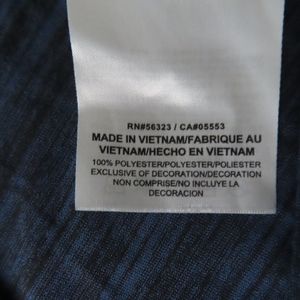 RN#56323 / CA#05553
MADE IN VIETNAM/FABRIQUE AU
VIETNAM/HECHO EN VIETNAM
100% POLYESTER/POLYESTER/POLIESTER
EXCLUSIVE OF DECORATION/DECORATION
NON COMPRISE/NO INCLUYE LA
DECORACION